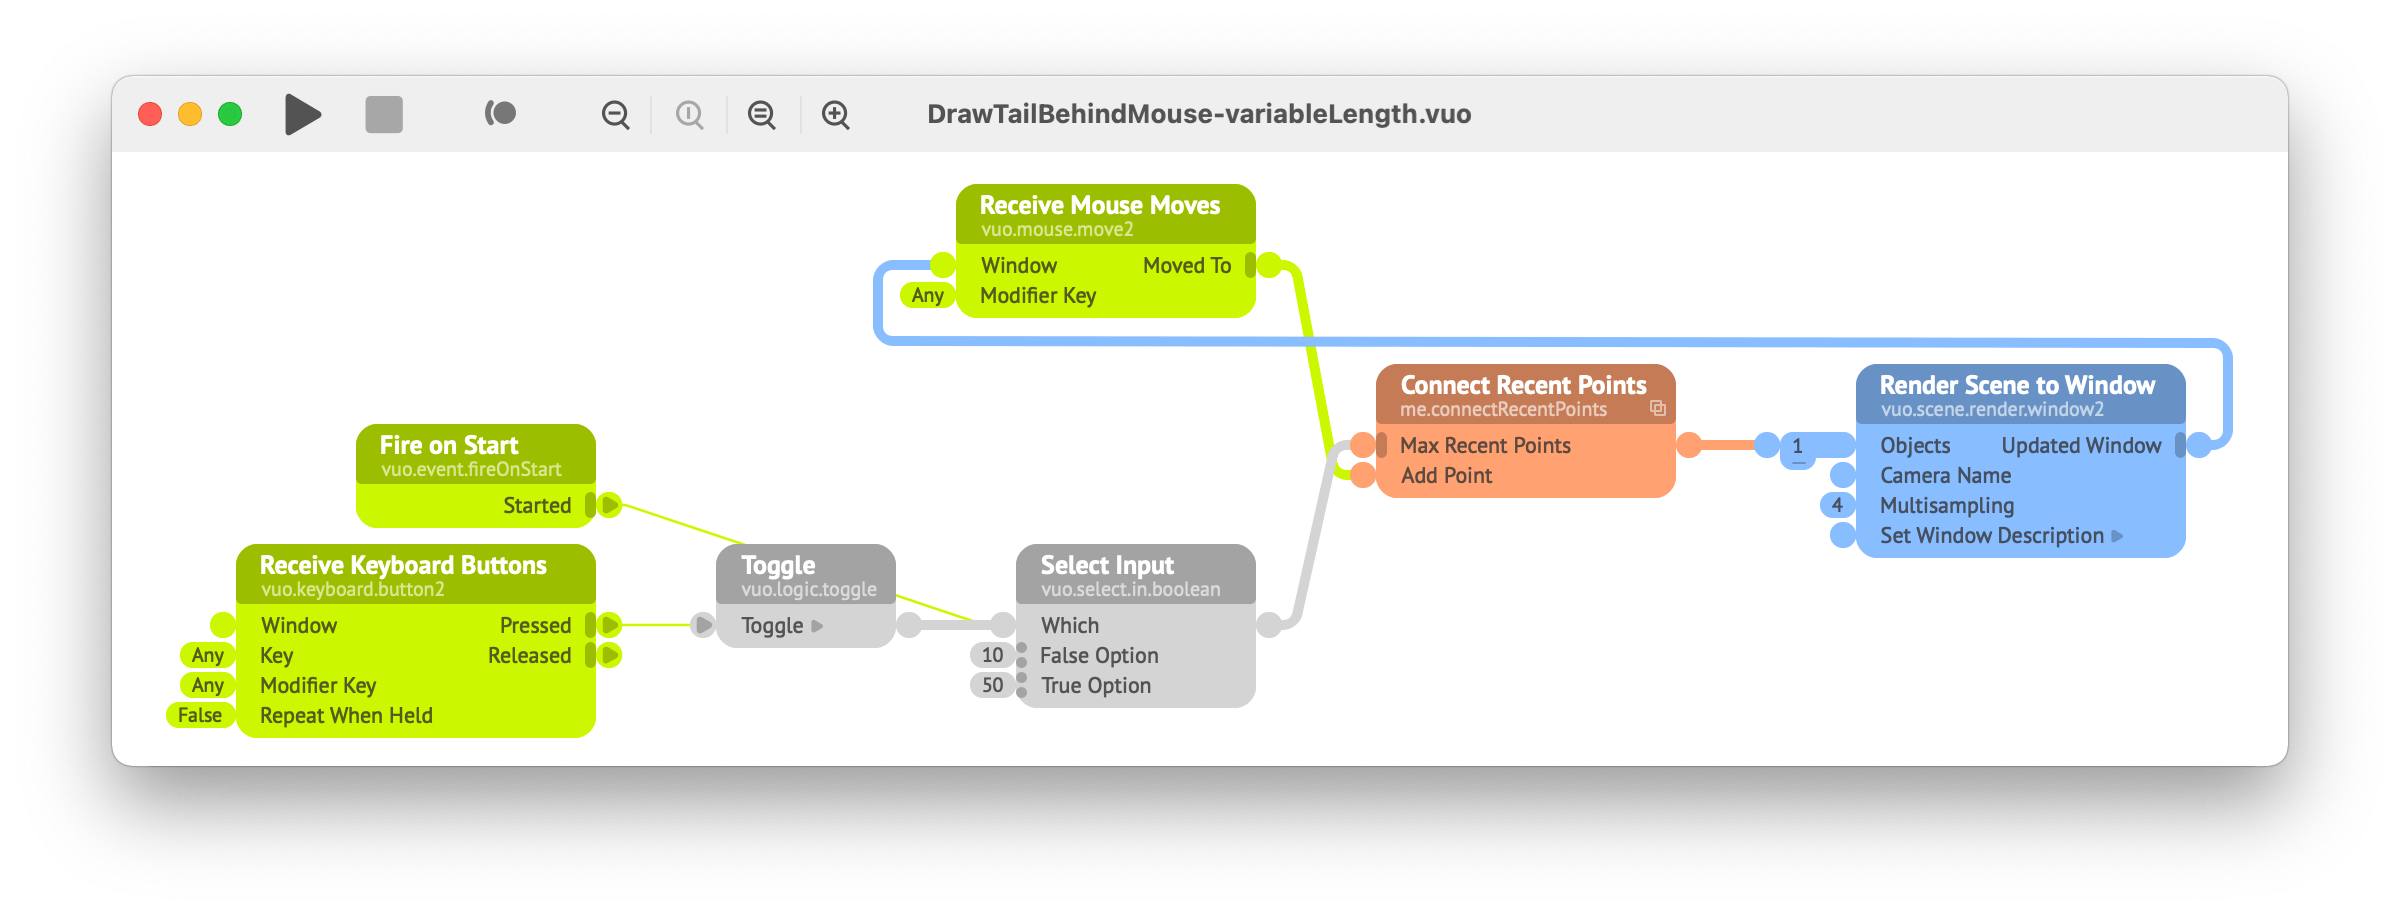 DrawTailBehindMouse-variableLength.vuo
Receive Mouse Moves
vuo.mouse.move2
Window Moved To
Any Modifier Key
Connect Recent Points
me.connectRecentPoints
Max Recent Points
Add Point
Render Scene to Window
vuo.scene.render.window2
1 Objects Updated Window
Camera Name
4 Multisampling
Set Window Description
Fire on Start
vuo.event.fireOnStart
Started
Receive Keyboard Buttons
vuo.keyboard.button2
Window Pressed
Any Key Released
Any Modifier Key
False Repeat When Held
Toggle
vuo.logic.toggle
Toggle
Select Input
vuo.select.in.boolean
Which
10 False Option
50 True Option